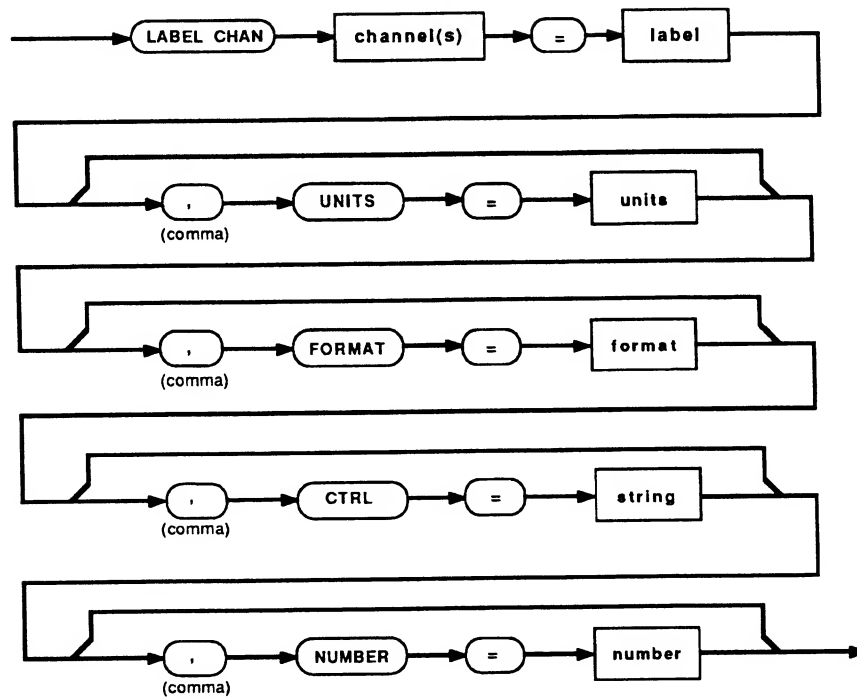 LABEL CHAN channel(s) = label
, UNITS = units
(comma)
, FORMAT = format
(comma)
, CTRL = string
(comma)
, NUMBER = number
(comma)